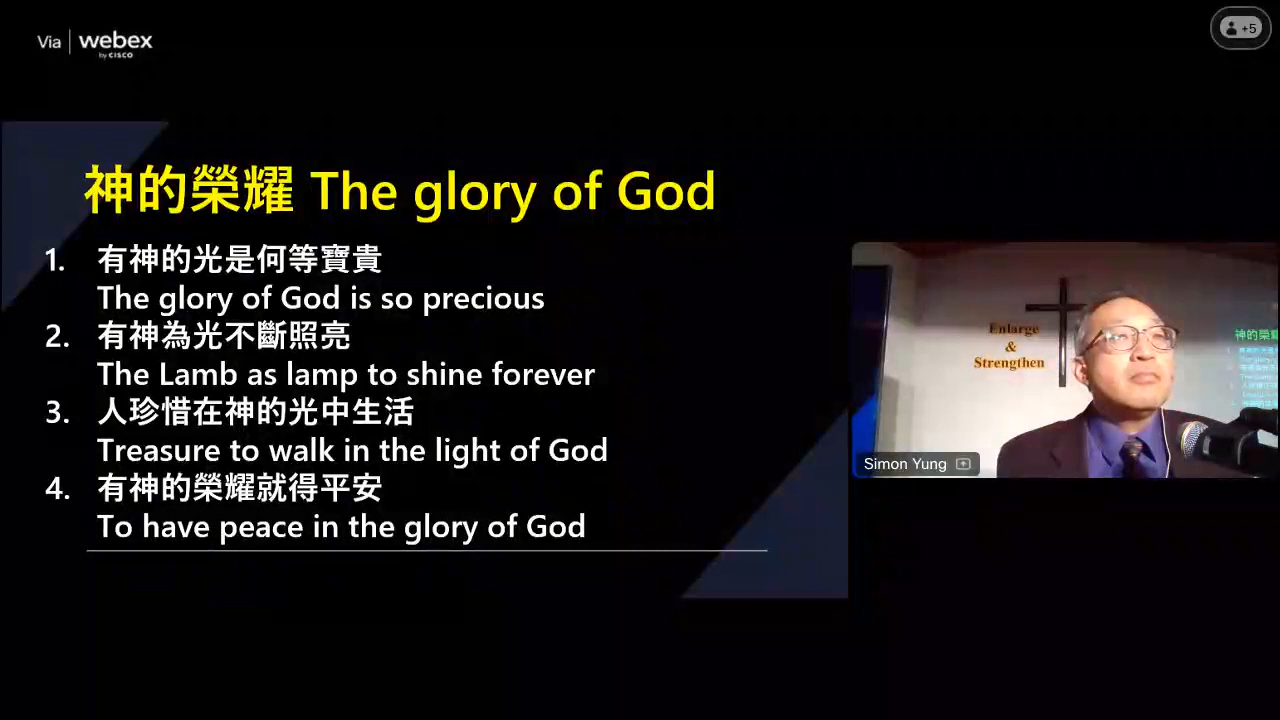 Via webex
by CISCO
+5
神的榮耀 The glory of God
1. 有神的光是何等寶貴
The glory of God is so precious
2. 有神為光不斷照亮
The Lamb as lamp to shine forever
3. 人珍惜在神的光中生活
Treasure to walk in the light of God
4. 有神的榮耀就得平安
To have peace in the glory of God
Enlarge
&
Strengthen
神的榮
Simon Yung